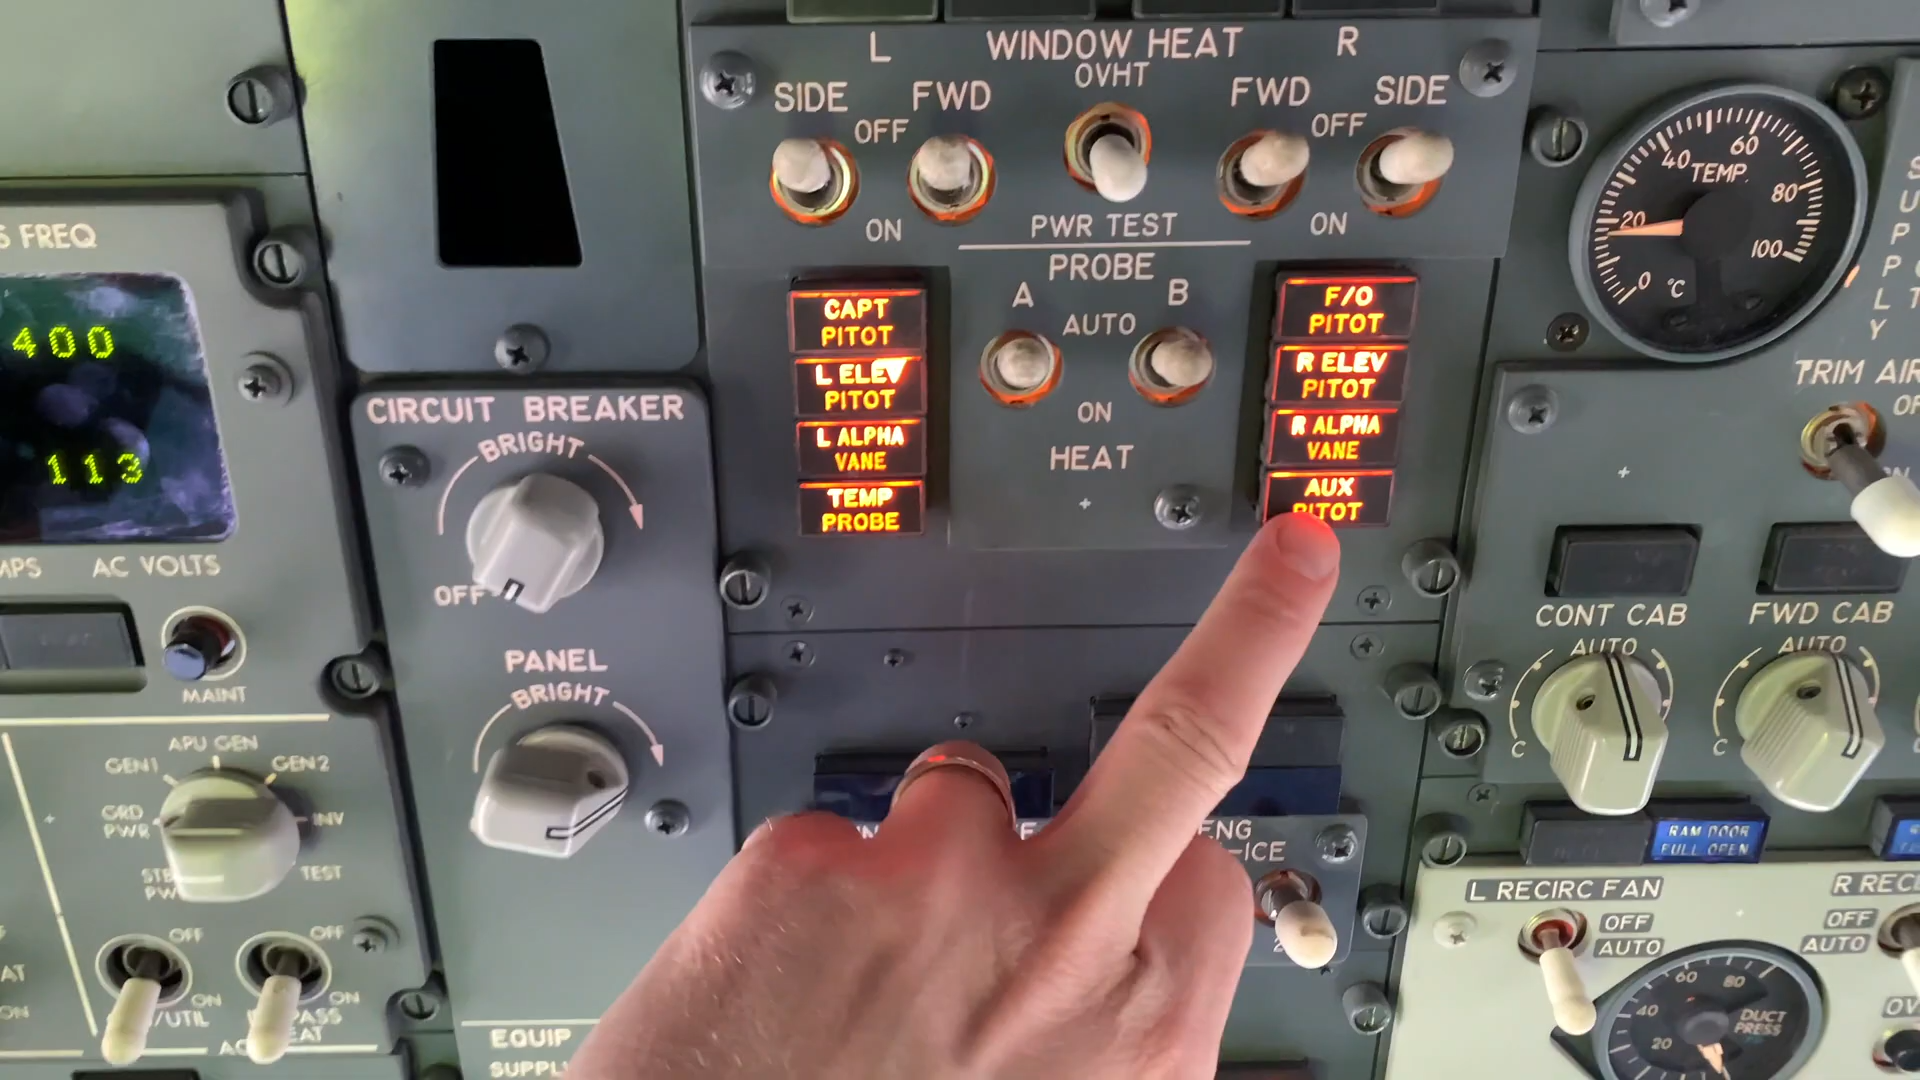 L WINDOW HEAT R
OVHT
SIDE FWD FWD SIDE
OFF OFF
ON PWR TEST ON
PROBE
A B
AUTO
ON
HEAT
CAPT
PITOT
L ELEV
PITOT
L ALPHA
VANE
TEMP
PROBE
F/O
PITOT
R ELEV
PITOT
R ALPHA
VANE
AUX
PITOT
FREQ
400
113
AC VOLTS
MAINT
APU GEN
GEN1 GEN2
GRD
PWR
INV
TEST
OFF OFF
ON ON
/UTIL
CIRCUIT BREAKER
BRIGHT
OFF
PANEL
BRIGHT
EQUIP
ENG
-ICE
40 60 80 100 20 0
TEMP.
°C
SUPPLY
TRIM AIR
CONT CAB FWD CAB
AUTO AUTO
C C
RAM DOOR
FULL OPEN
L RECIRC FAN
OFF
AUTO
OFF
AUTO
20 40 60 80
DUCT
PRESS